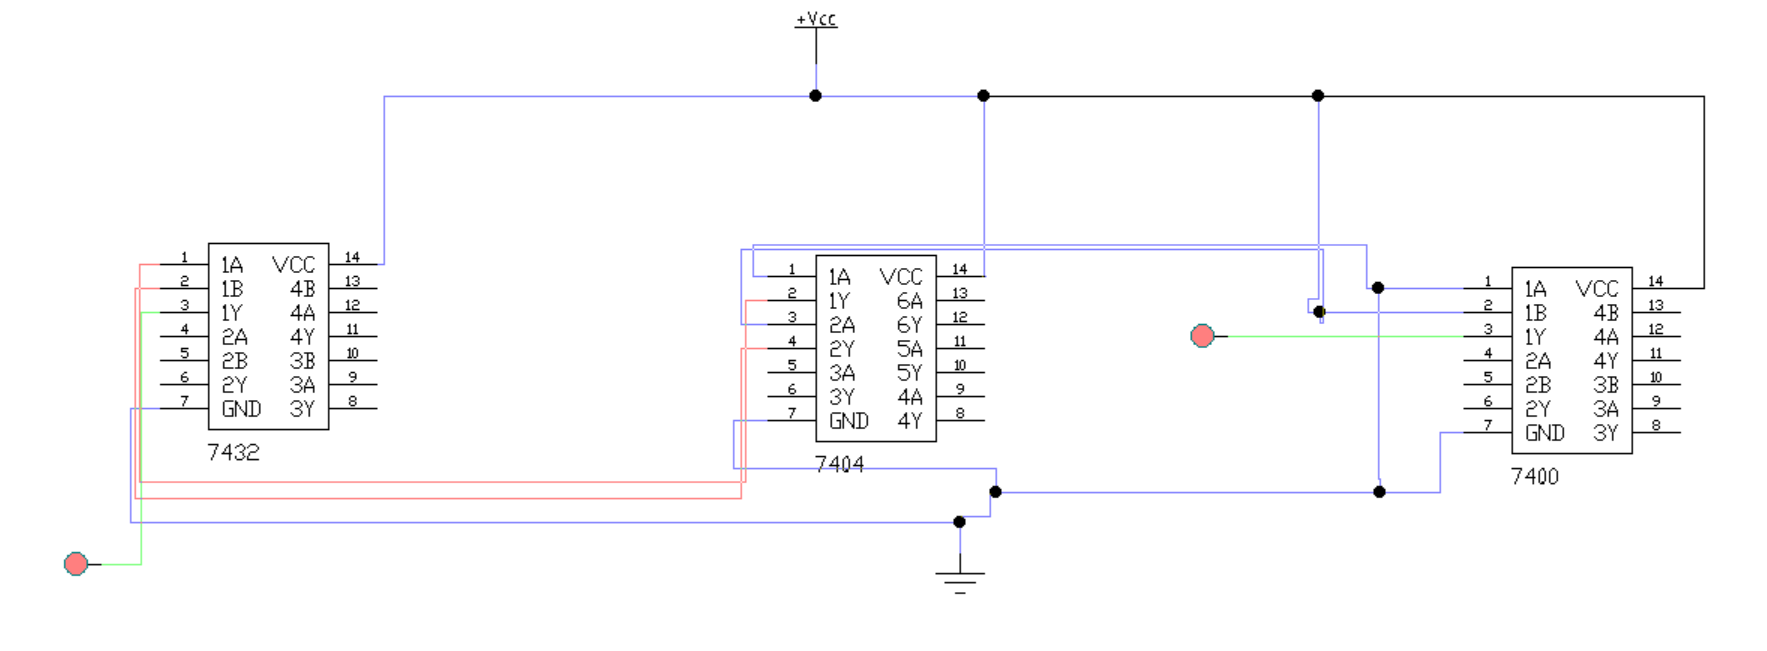 +Vcc
1 1A VCC 14
2 1B 4B 13
3 1Y 4A 12
4 2A 4Y 11
5 2B 3B 10
6 2Y 3A 9
7 GND 3Y 8
7432
1 1A VCC 14
2 1Y 6A 13
3 2A 6Y 12
4 2Y 5A 11
5 3A 5Y 10
6 3Y 4A 9
7 GND 4Y 8
7404
1 1A VCC 14
2 1B 4B 13
3 1Y 4A 12
4 2A 4Y 11
5 2B 3B 10
6 2Y 3A 9
7 GND 3Y 8
7400